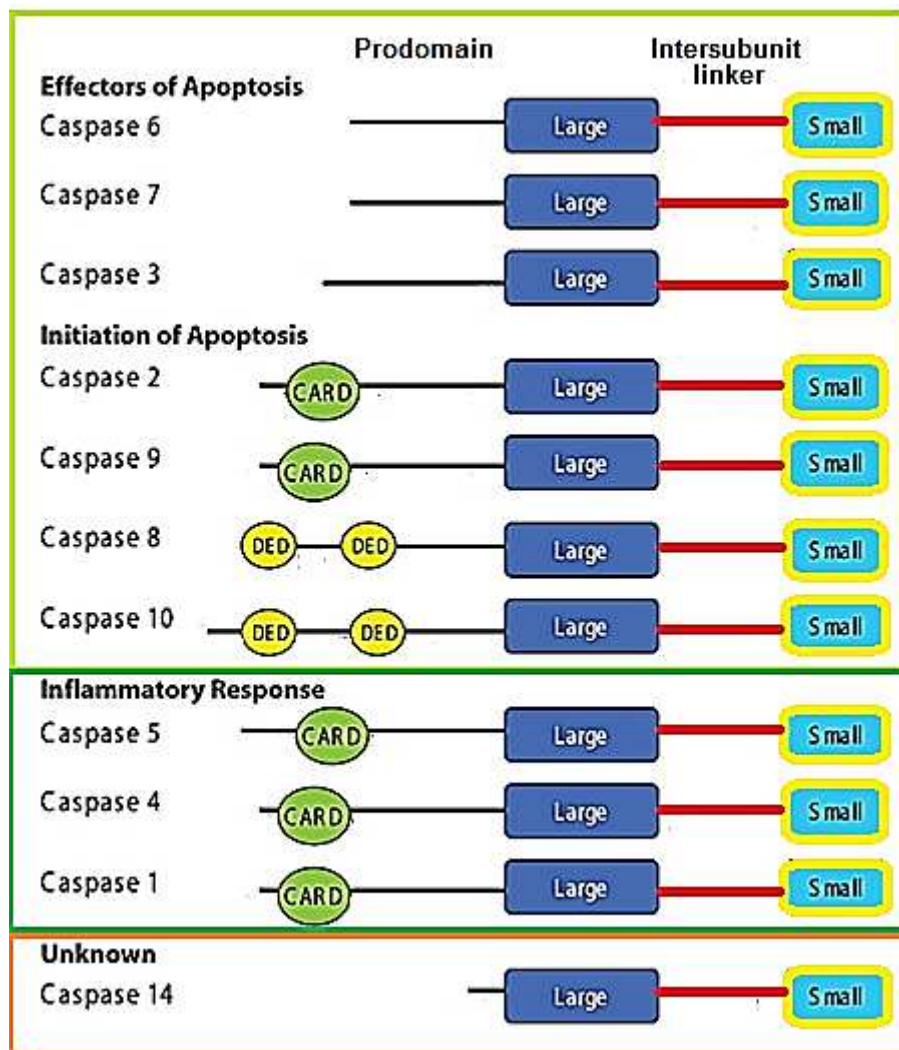 Prodomain Intersubunit
linker
Effectors of Apoptosis
Caspase 6 Large Small
Caspase 7 Large Small
Caspase 3 Large Small
Initiation of Apoptosis
Caspase 2 CARD Large Small
Caspase 9 CARD Large Small
Caspase 8 DED DED Large Small
Caspase 10 DED DED Large Small
Inflammatory Response
Caspase 5 CARD Large Small
Caspase 4 CARD Large Small
Caspase 1 CARD Large Small
Unknown
Caspase 14 Large Small